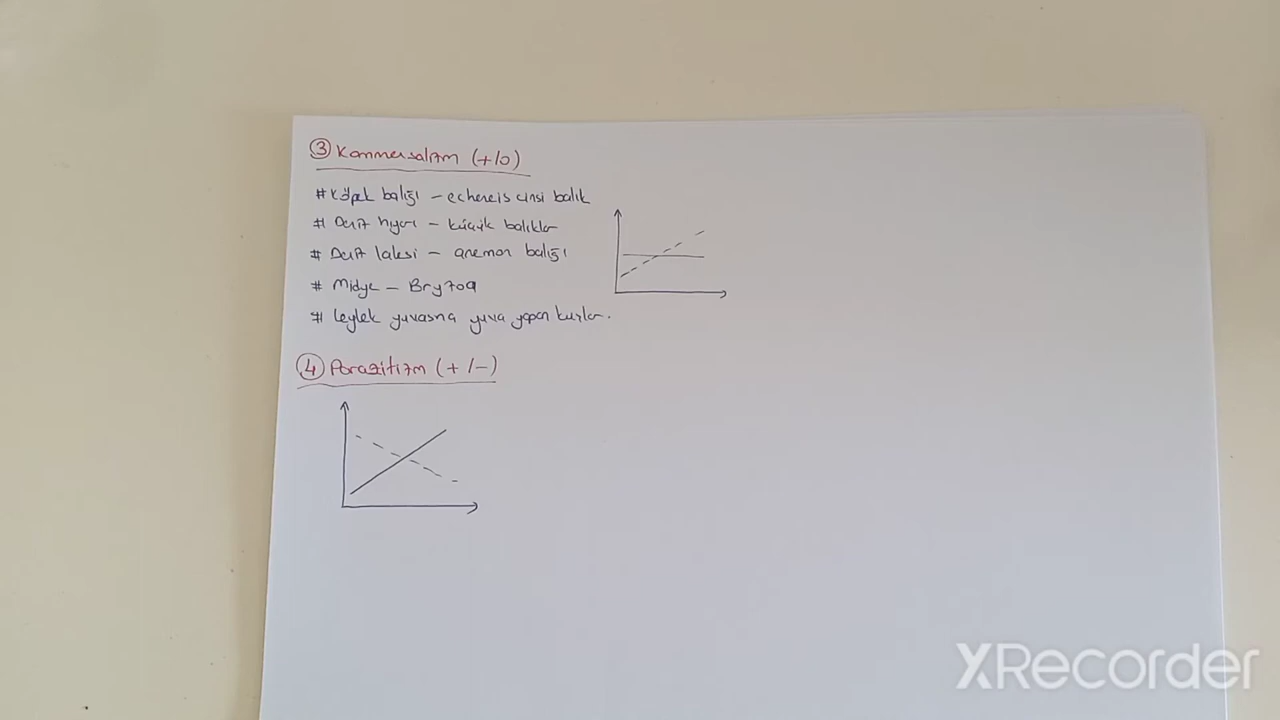 ③ Kommensalizm (+/0)
# Köpek balığı – echeneis cinsi balık
# Deniz hıyarı – küçük balıklar
# Deniz lalesi – anemon balığı
# Midye – Bryzoa
# Leylek yuvasına yuva yapan kuşlar.
④ Parazitizm (+/–)
XRecorder